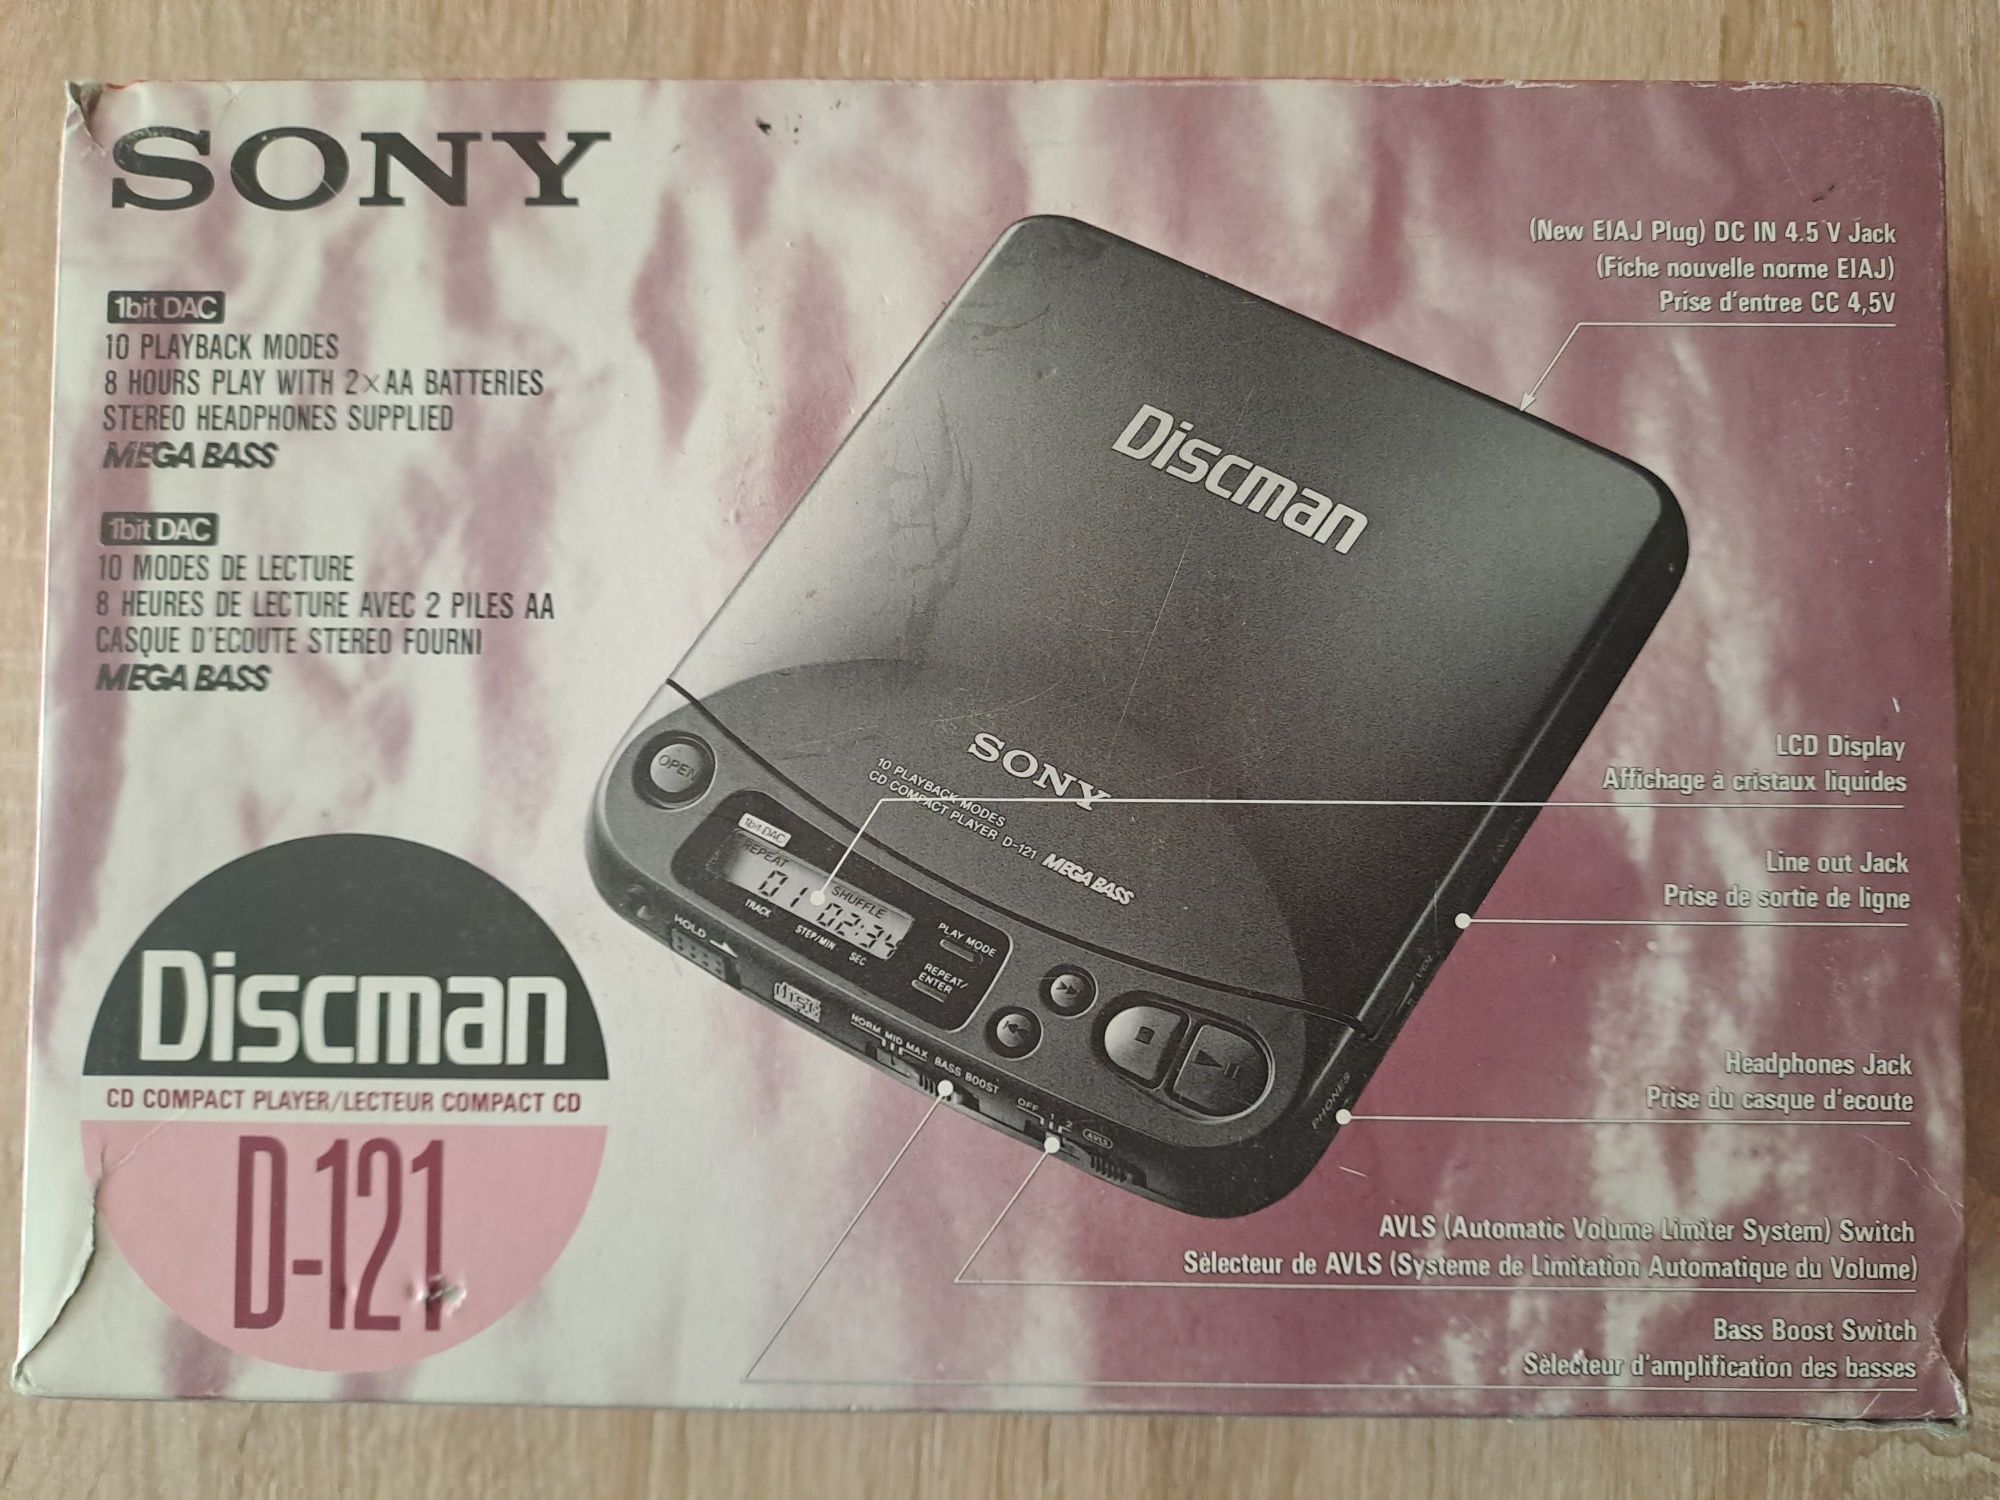 SONY
1bit DAC
10 PLAYBACK MODES
8 HOURS PLAY WITH 2×AA BATTERIES
STEREO HEADPHONES SUPPLIED
MEGA BASS
1bit DAC
10 MODES DE LECTURE
8 HEURES DE LECTURE AVEC 2 PILES AA
CASQUE D'ECOUTE STEREO FOURNI
MEGA BASS
Discman
CD COMPACT PLAYER/LECTEUR COMPACT CD
D-121
(New EIAJ Plug) DC IN 4.5 V Jack
(Fiche nouvelle norme EIAJ)
Prise d'entree CC 4,5V
Discman
SONY
10 PLAYBACK MODES
CD COMPACT PLAYER D-121 MEGA BASS
OPEN
1bit DAC
REPEAT
SHUFFLE
01 02:34
TRACK
STEP/MIN
SEC
PLAY MODE
REPEAT/
ENTER
HOLD
disc
NORM MID MAX BASS BOOST
OFF 1 2 AVLS
PHONES
VOL
LCD Display
Affichage à cristaux liquides
Line out Jack
Prise de sortie de ligne
Headphones Jack
Prise du casque d'ecoute
AVLS (Automatic Volume Limiter System) Switch
Sèlecteur de AVLS (Systeme de Limitation Automatique du Volume)
Bass Boost Switch
Sèlecteur d'amplification des basses